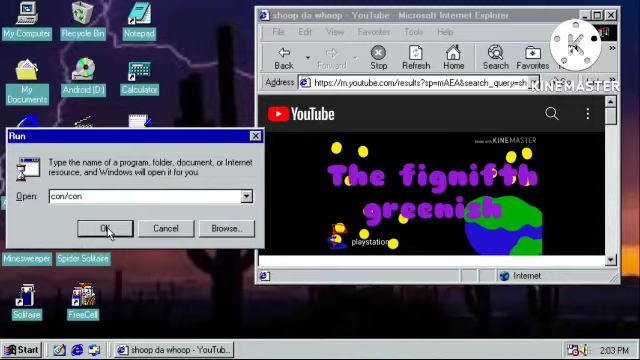 My Computer
Recycle Bin
Notepad
My Documents
Android (D:)
Calculator
Minesweeper
Spider Solitaire
Solitaire
FreeCell
Run
Type the name of a program, folder, document, or Internet
resource, and Windows will open it for you.
Open:
con/con
OK
Cancel
Browse...
shoop da whoop - YouTube - Microsoft Internet Explorer
File
Edit
View
Favorites
Tools
Back
Forward
Stop
Refresh
Search
Favorites
KINEMASTER
Address
https://m.youtube.com/results?sp=mAEA&search_query=sh
YouTube
Made with KINEMASTER
The fignifth
greenish
playstation
Internet
Start
shoop da whoop - YouTub...
2:03 PM